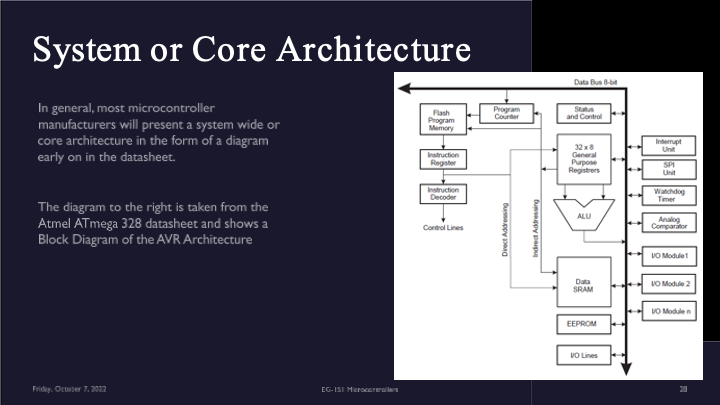 System or Core Architecture
In general, most microcontroller
manufacturers will present a system wide or
core architecture in the form of a diagram
early on in the datasheet.
The diagram to the right is taken from the
Atmel ATmega 328 datasheet and shows a
Block Diagram of the AVR Architecture
Data Bus 8-bit
Flash
Program
Memory
Program
Counter
Status
and Control
Instruction
Register
32 x 8
General
Purpose
Registrers
Interrupt
Unit
SPI
Unit
Instruction
Decoder
Watchdog
Timer
Control Lines
Direct Addressing
Indirect Addressing
ALU
Analog
Comparator
I/O Module1
Data
SRAM
I/O Module 2
I/O Module n
EEPROM
I/O Lines
Friday, October 7, 2022
EG-151 Microcontrollers
28